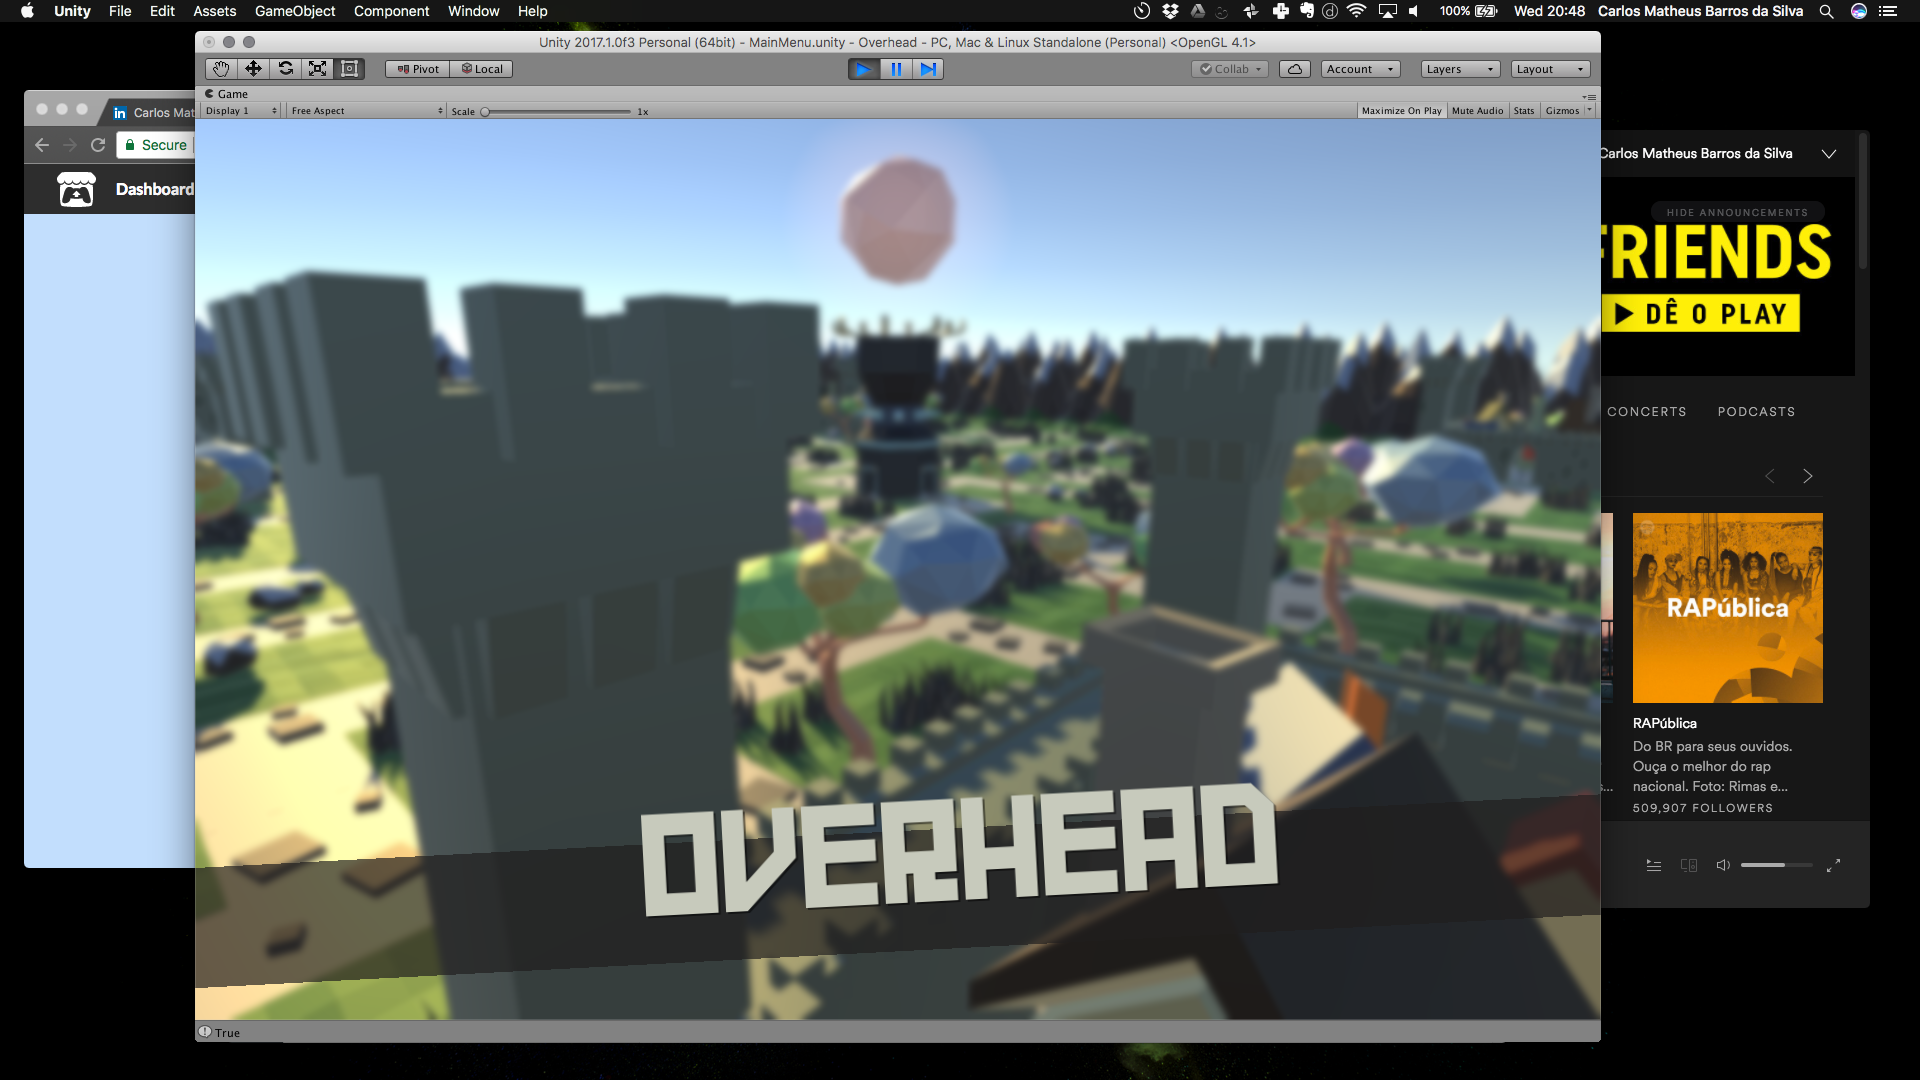 Unity File Edit Assets GameObject Component Window Help 100% Wed 20:48 Carlos Matheus Barros da Silva
Unity 2017.1.0f3 Personal (64bit) - MainMenu.unity - Overhead - PC, Mac & Linux Standalone (Personal) <OpenGL 4.1>
Pivot Local Collab Account Layers Layout
Game
Display 1 Free Aspect Scale 1x Maximize On Play Mute Audio Stats Gizmos
in Carlos Mat
Secure
Dashboard
Carlos Matheus Barros da Silva
HIDE ANNOUNCEMENTS
FRIENDS
DÊ O PLAY
CONCERTS PODCASTS
RAPública
RAPública
Do BR para seus ouvidos.
Ouça o melhor do rap
nacional. Foto: Rimas e...
509,907 FOLLOWERS
OVERHEAD
True